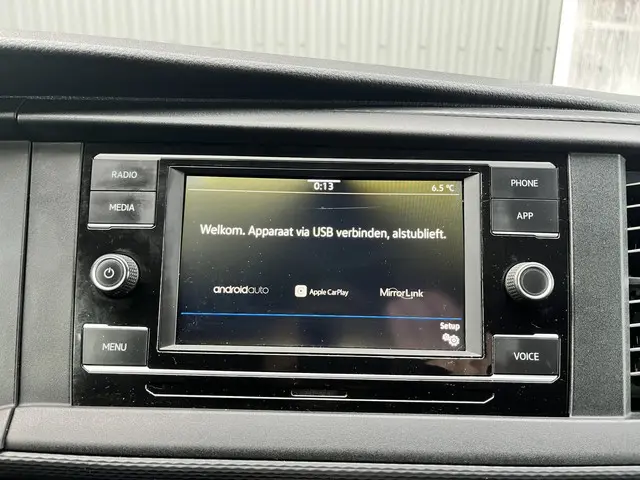 RADIO
MEDIA
MENU
0:13
6.5 °C
Welkom. Apparaat via USB verbinden, alstublieft.
androidauto
Apple CarPlay
MirrorLink
Setup
PHONE
APP
VOICE